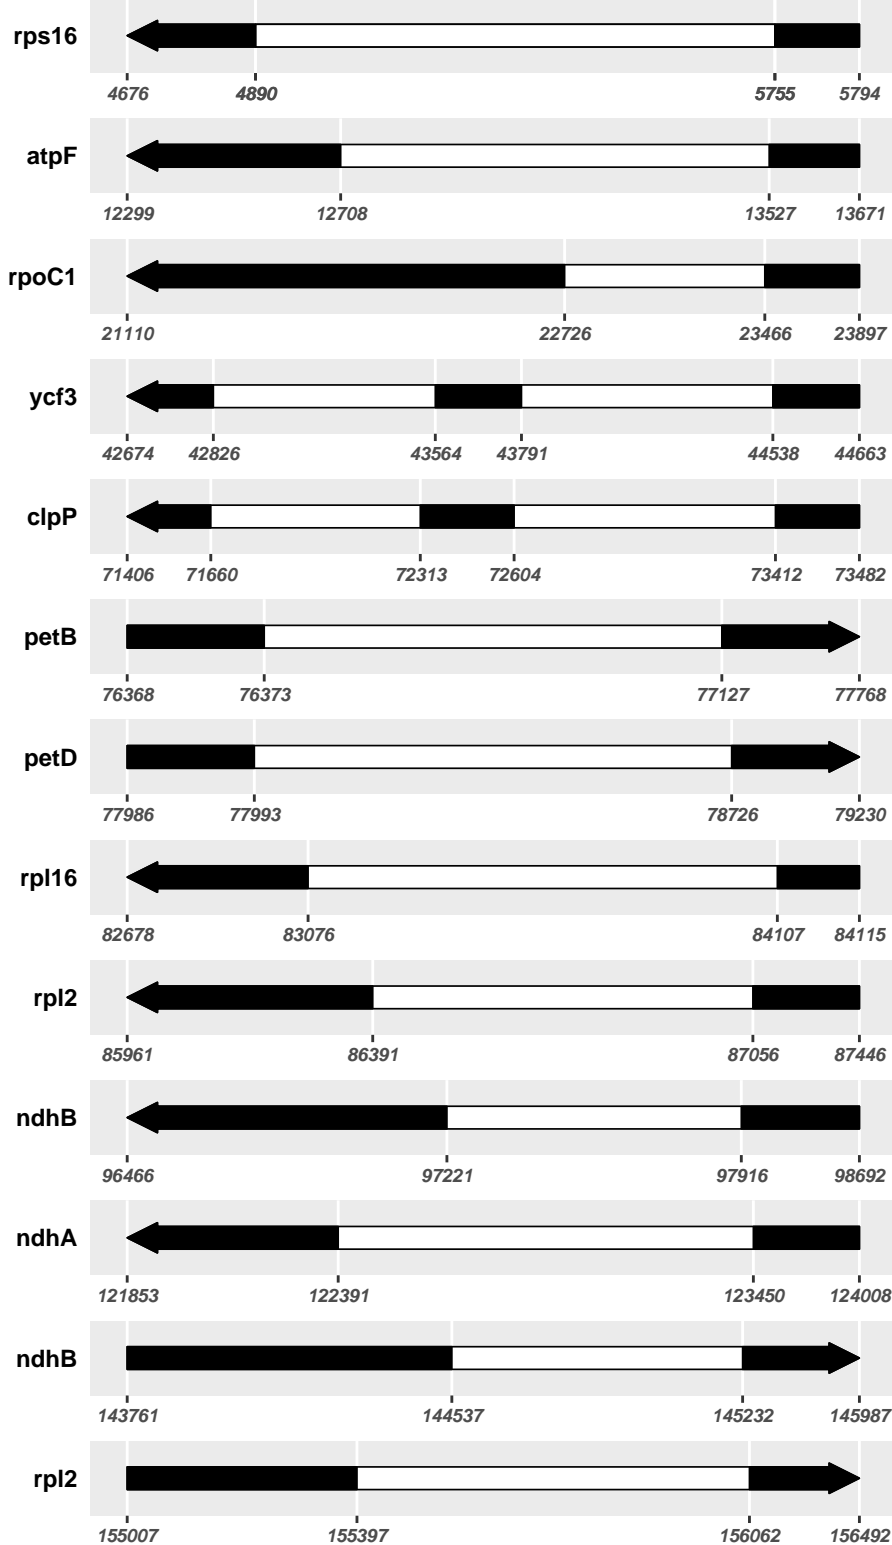 rps16
4676 4890 5755 5794
atpF
12299 12708 13527 13671
rpoC1
21110 22726 23466 23897
ycf3
42674 42826 43564 43791 44538 44663
clpP
71406 71660 72313 72604 73412 73482
petB
76368 76373 77127 77768
petD
77986 77993 78726 79230
rpl16
82678 83076 84107 84115
rpl2
85961 86391 87056 87446
ndhB
96466 97221 97916 98692
ndhA
121853 122391 123450 124008
ndhB
143761 144537 145232 145987
rpl2
155007 155397 156062 156492